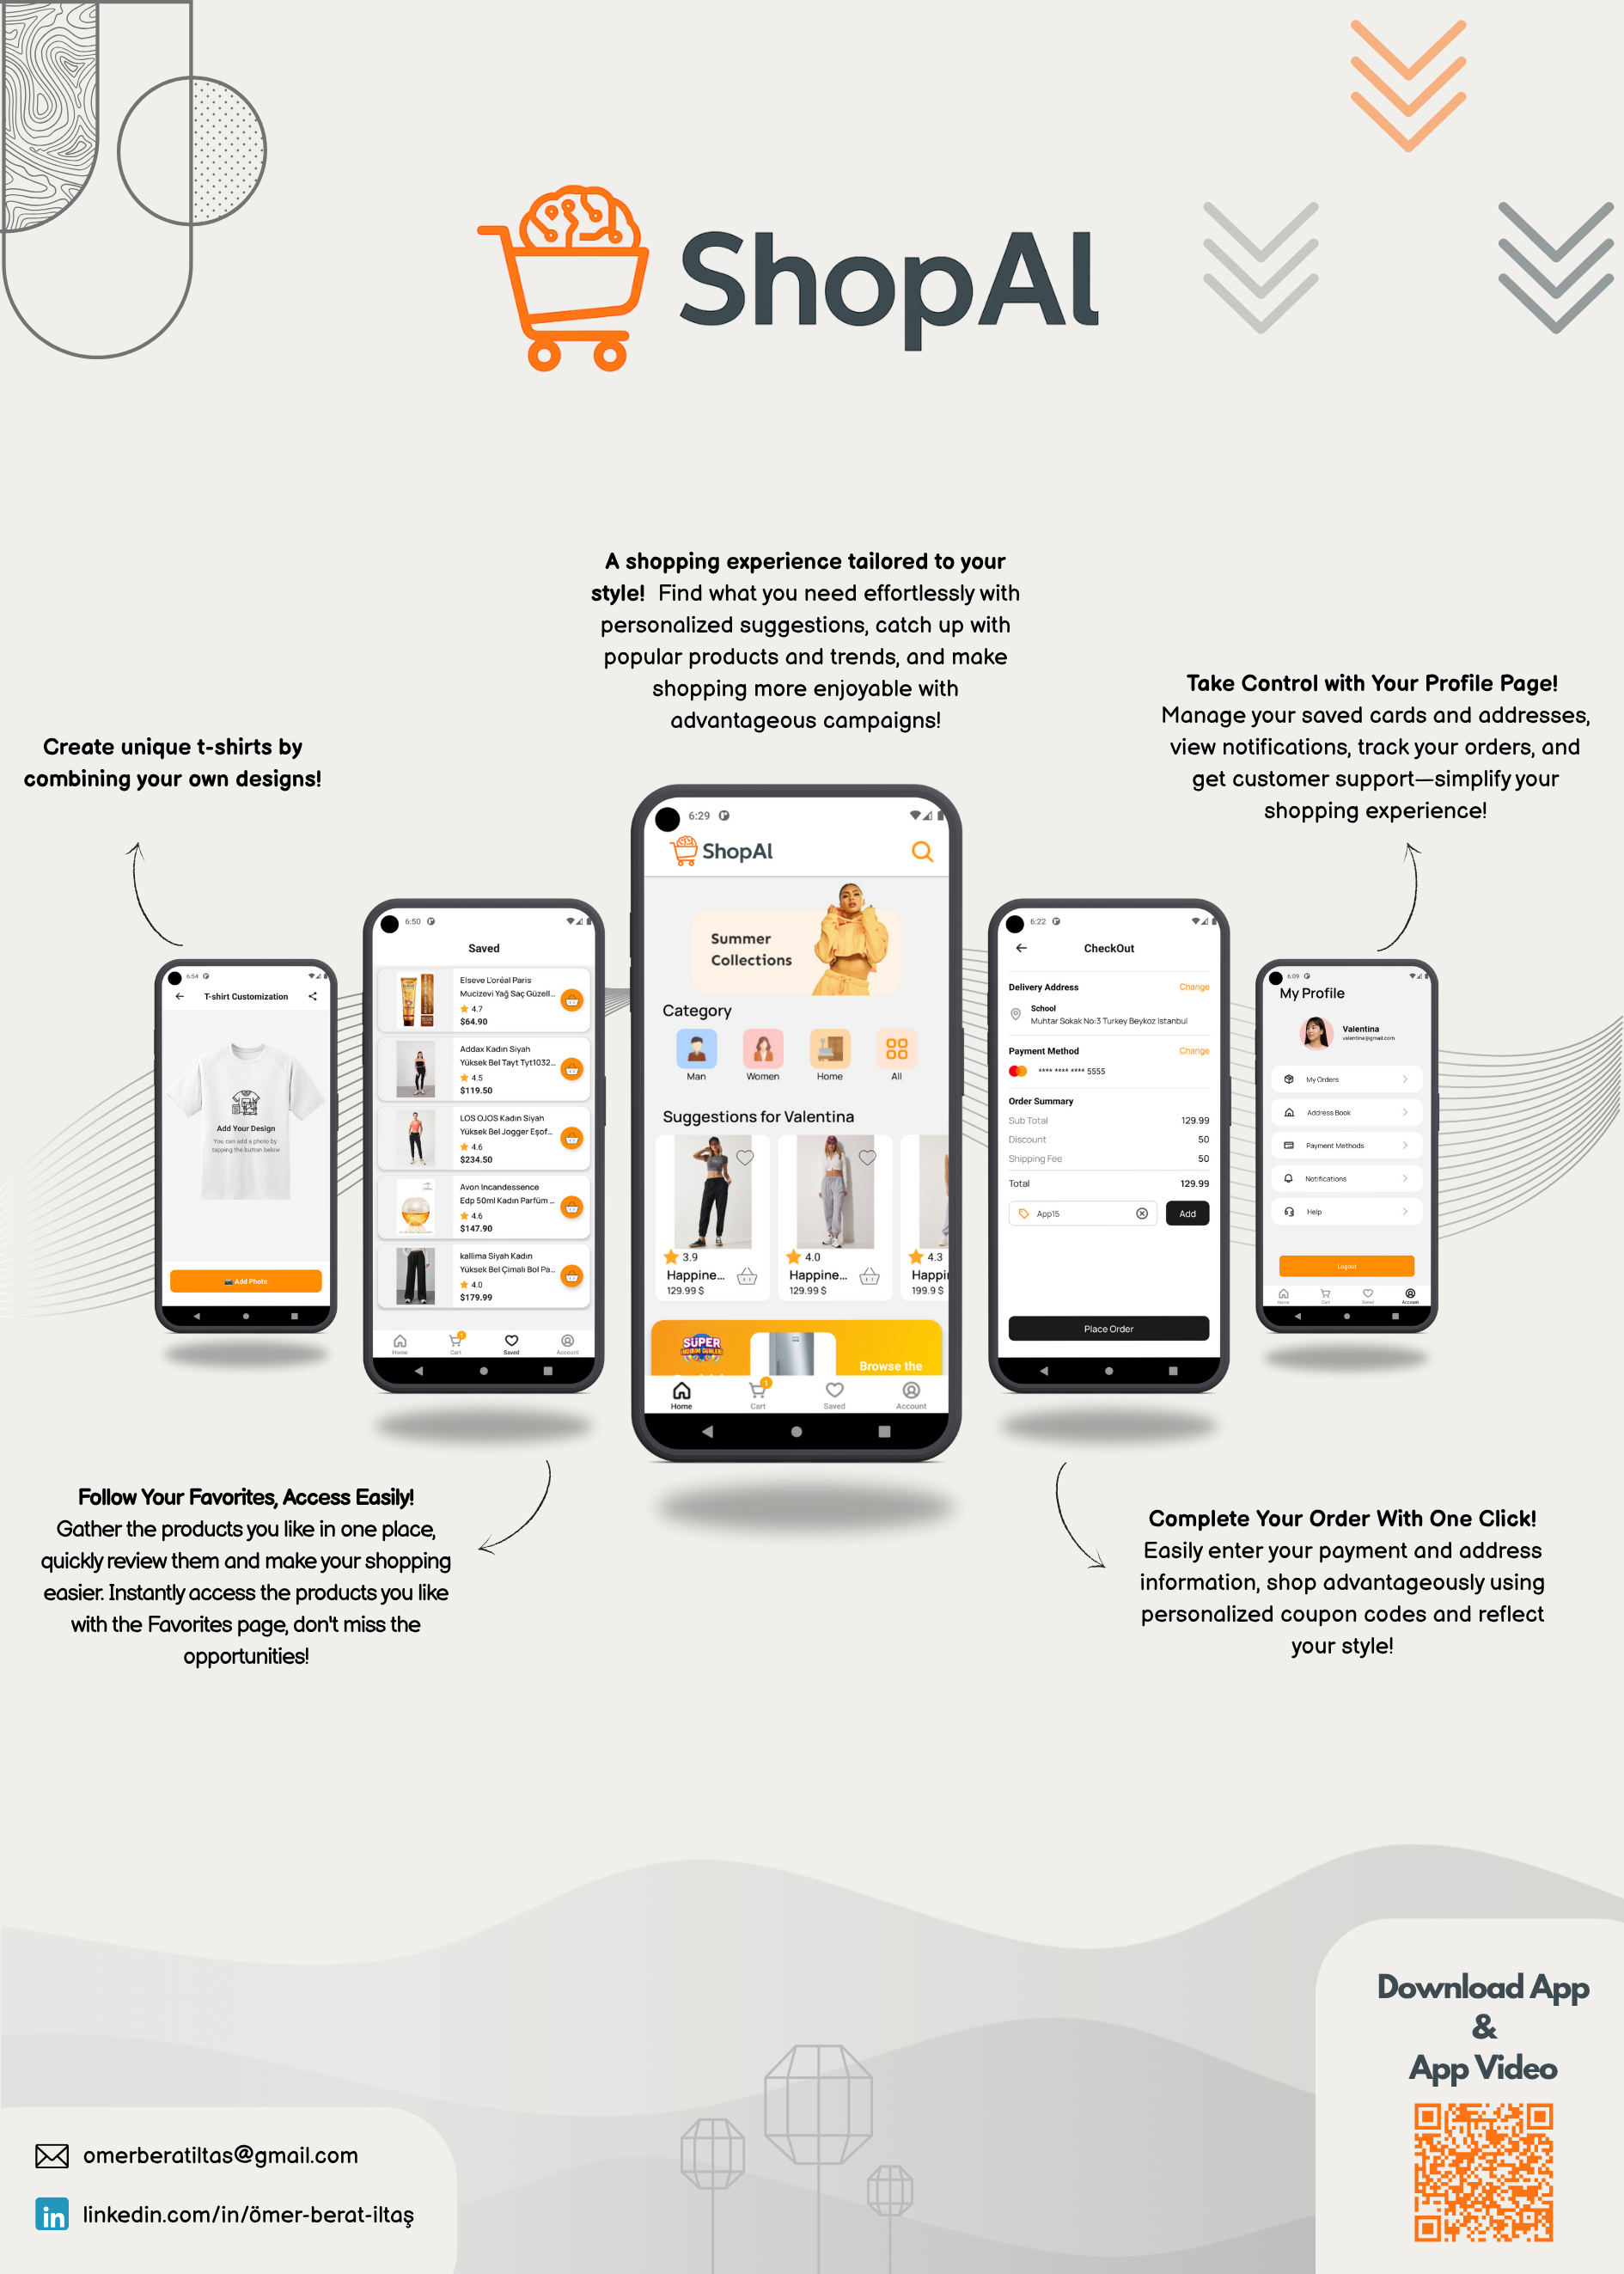 ShopAl
A shopping experience tailored to your
style! Find what you need effortlessly with
personalized suggestions, catch up with
popular products and trends, and make
shopping more enjoyable with
advantageous campaigns!
Take Control with Your Profile Page!
Manage your saved cards and addresses,
view notifications, track your orders, and
get customer support—simplify your
shopping experience!
Create unique t-shirts by
combining your own designs!
6:54
T-shirt Customization
Add Your Design
You can add a photo by
tapping the button below
Add Photo
6:50
Saved
Elseve L'oréal Paris
Mucizevi Yağ Saç Güzell...
4.7
$64.90
Addax Kadın Siyah
Yüksek Bel Tayt Tyt1032...
4.5
$119.50
LOS OJOS Kadın Siyah
Yüksek Bel Jogger Eşof...
4.6
$234.50
Avon Incandessence
Edp 50ml Kadın Parfüm ...
4.6
$147.90
kallima Siyah Kadın
Yüksek Bel Çimalı Bol Pa...
4.0
$179.99
Home
Cart
1
Saved
Account
6:29
ShopAl
Summer
Collections
Category
Man
Women
Home
All
Suggestions for Valentina
3.9
Happine...
129.99 $
4.0
Happine...
129.99 $
4.3
Happi
199.9 $
SÜPER
İNDİRİM GÜNLERİ
Browse the
Home
Cart
1
Saved
Account
6:22
CheckOut
Delivery Address Change
School
Muhtar Sokak No:3 Turkey Beykoz Istanbul
Payment Method Change
**** **** **** 5555
Order Summary
Sub Total 129.99
Discount 50
Shipping Fee 50
Total 129.99
App15
Add
Place Order
6:09
My Profile
Valentina
valentina@gmail.com
My Orders
Address Book
Payment Methods
Notifications
Help
Logout
Home
Cart
Saved
Account
Follow Your Favorites, Access Easily!
Gather the products you like in one place,
quickly review them and make your shopping
easier. Instantly access the products you like
with the Favorites page, don't miss the
opportunities!
Complete Your Order With One Click!
Easily enter your payment and address
information, shop advantageously using
personalized coupon codes and reflect
your style!
Download App
&
App Video
omerberatiltas@gmail.com
in
linkedin.com/in/ömer-berat-iltaş